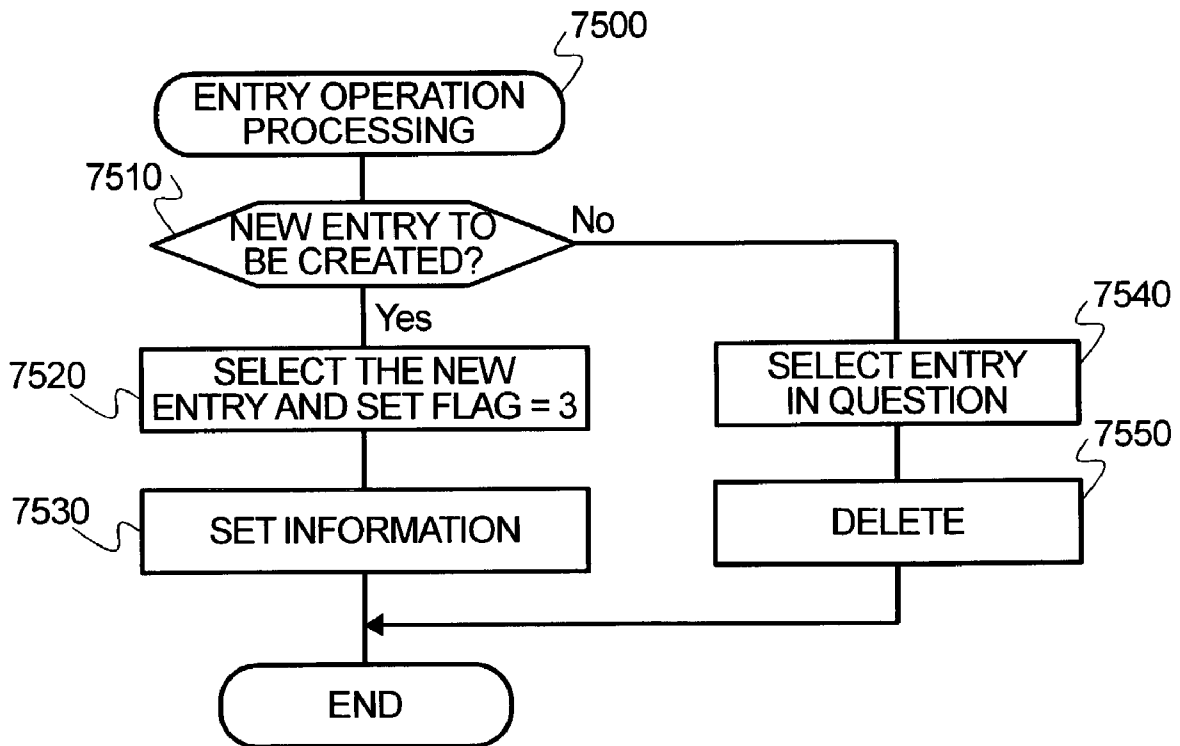 7500
ENTRY OPERATION
PROCESSING
7510
NEW ENTRY TO
BE CREATED?
No
Yes
7520
SELECT THE NEW
ENTRY AND SET FLAG = 3
7540
SELECT ENTRY
IN QUESTION
7530
SET INFORMATION
7550
DELETE
END